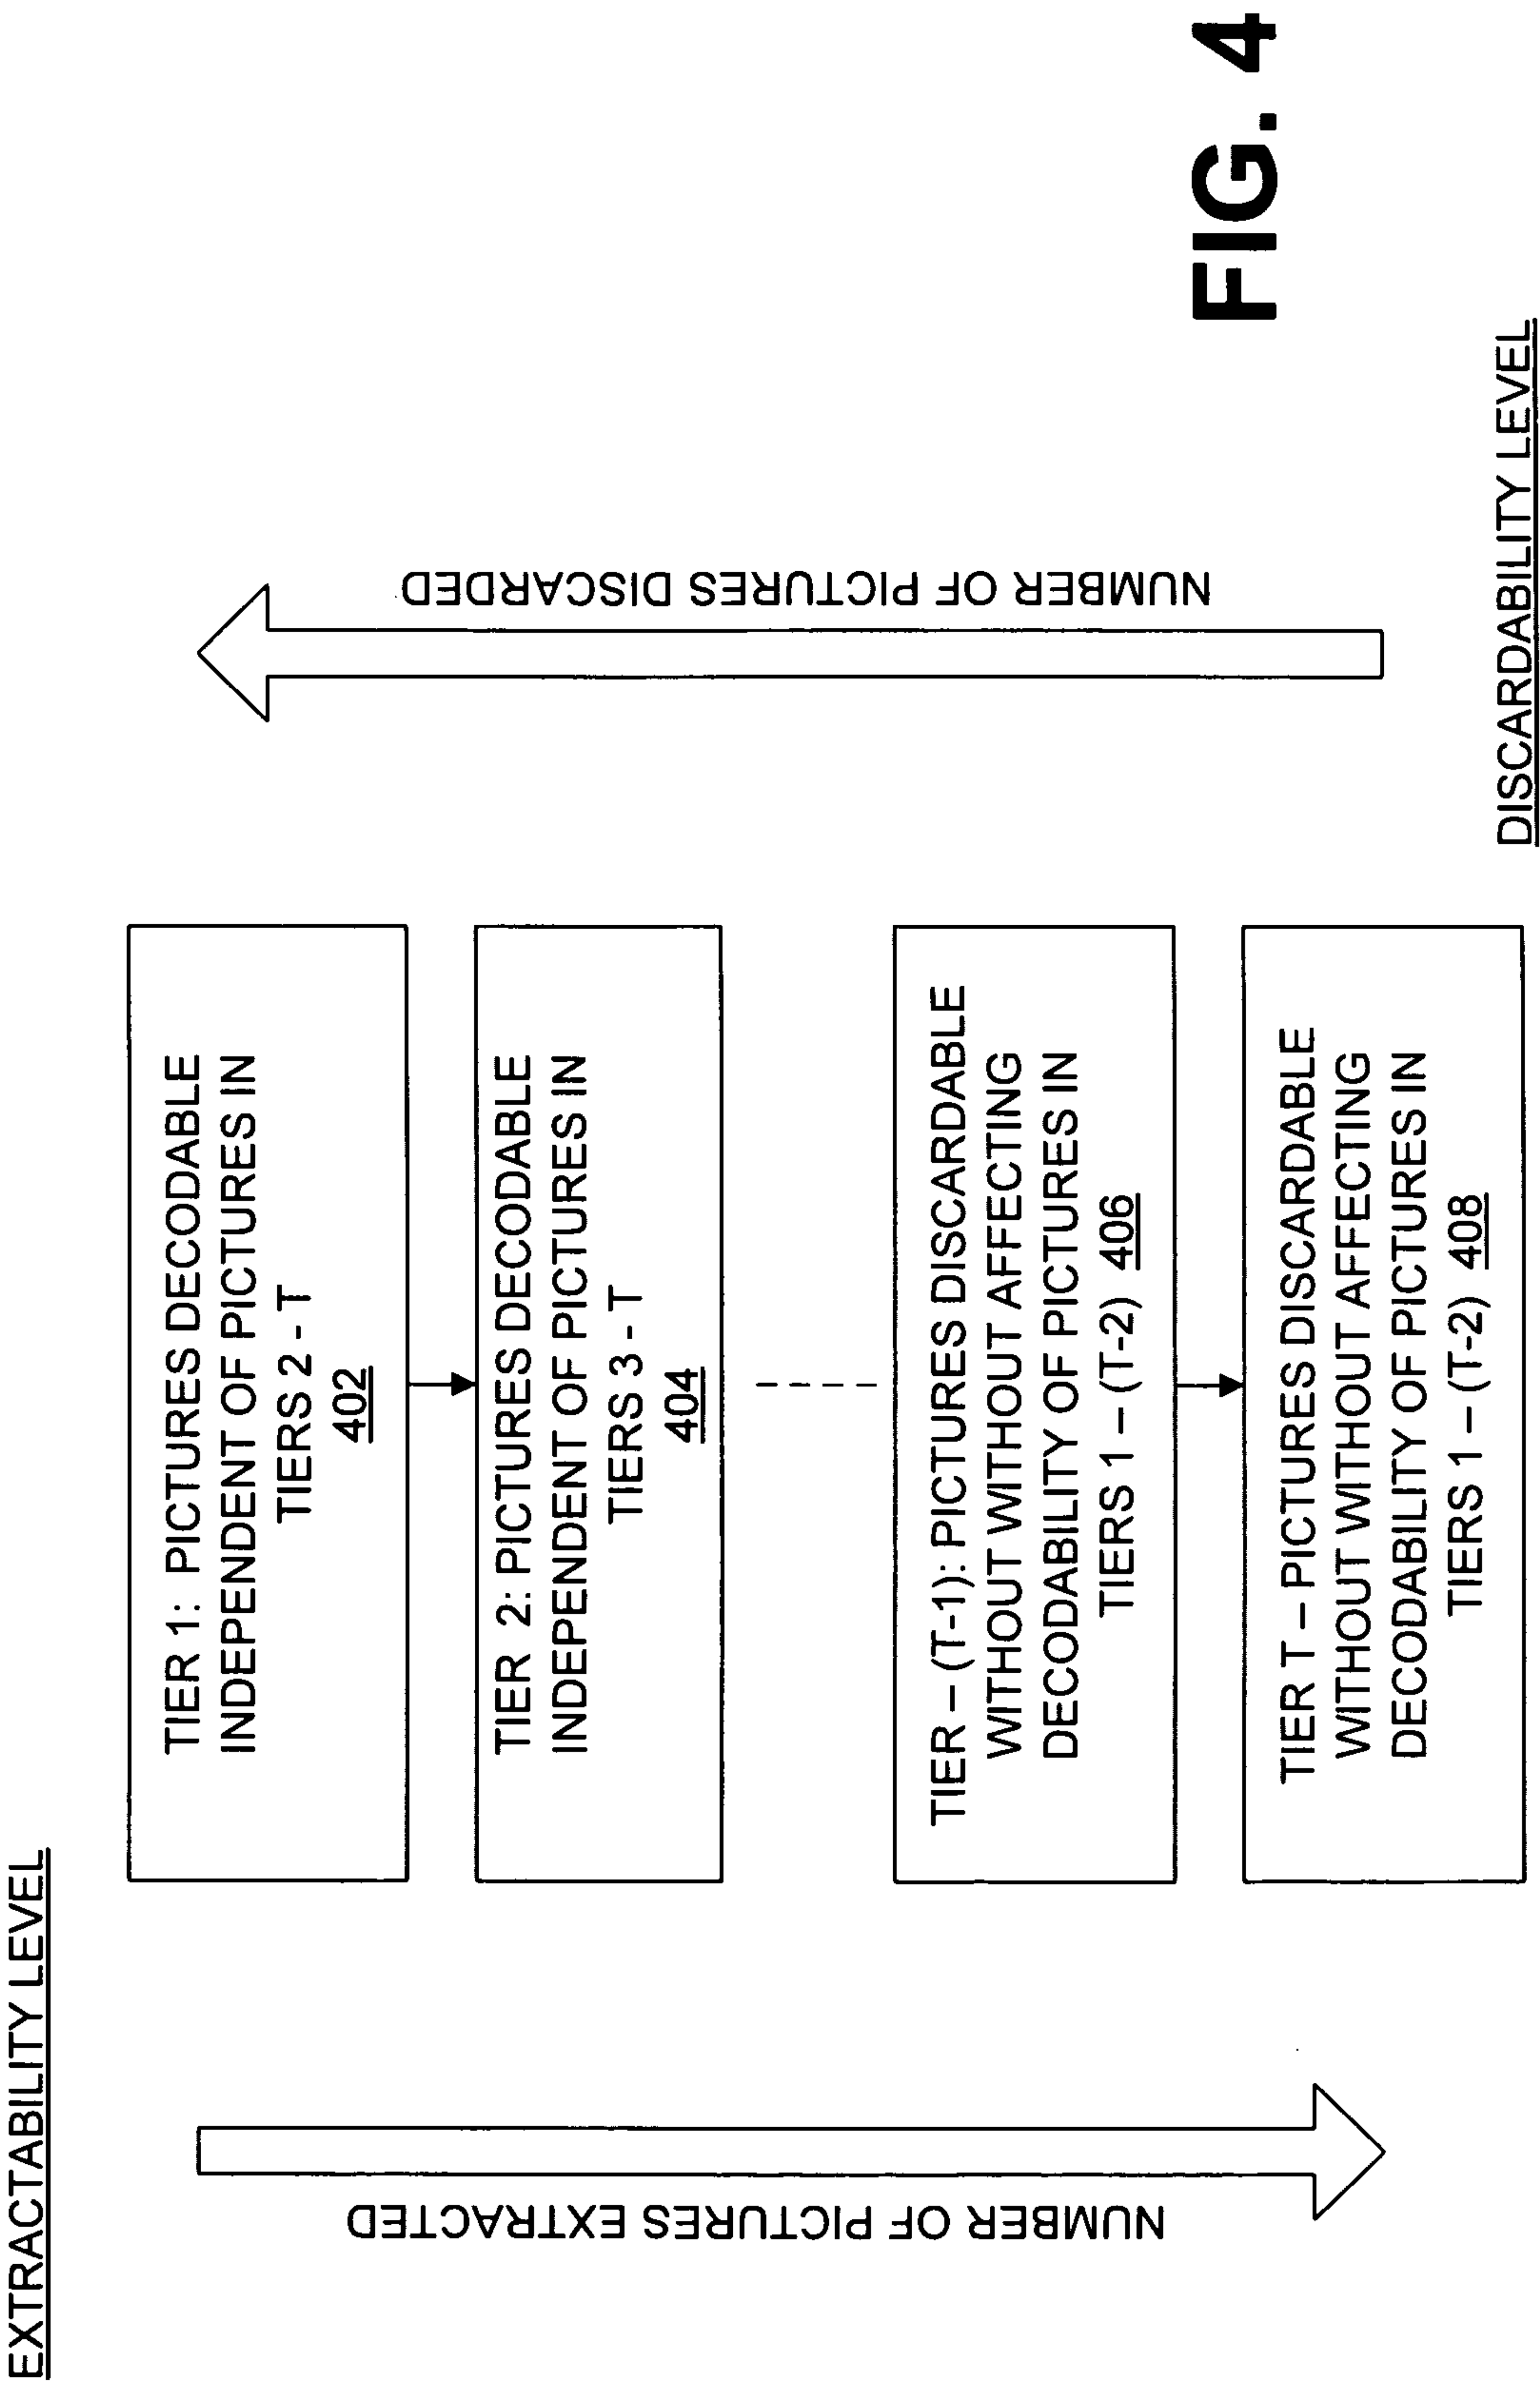 EXTRACTABILITY LEVEL
NUMBER OF PICTURES EXTRACTED
TIER 1: PICTURES DECODABLE
INDEPENDENT OF PICTURES IN
TIERS 2 - T
402
TIER 2: PICTURES DECODABLE
INDEPENDENT OF PICTURES IN
TIERS 3 - T
404
TIER – (T-1): PICTURES DISCARDABLE
WITHOUT WITHOUT AFFECTING
DECODABILITY OF PICTURES IN
TIERS 1 – (T-2) 406
TIER T – PICTURES DISCARDABLE
WITHOUT WITHOUT AFFECTING
DECODABILITY OF PICTURES IN
TIERS 1 – (T-2) 408
NUMBER OF PICTURES DISCARDED
DISCARDABILITY LEVEL
FIG. 4